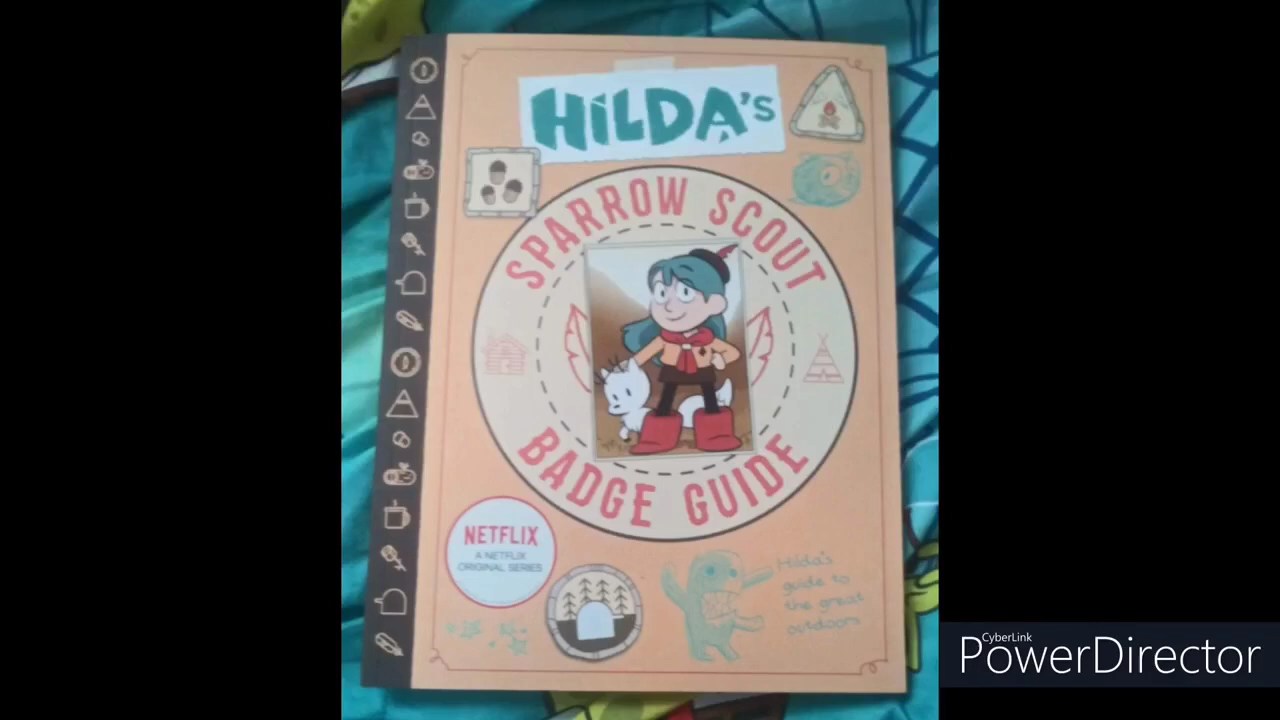 HILDA'S
SPARROW SCOUT
BADGE GUIDE
NETFLIX
A NETFLIX
ORIGINAL SERIES
Hilda's
guide to
the great
outdoors
CyberLink
PowerDirector